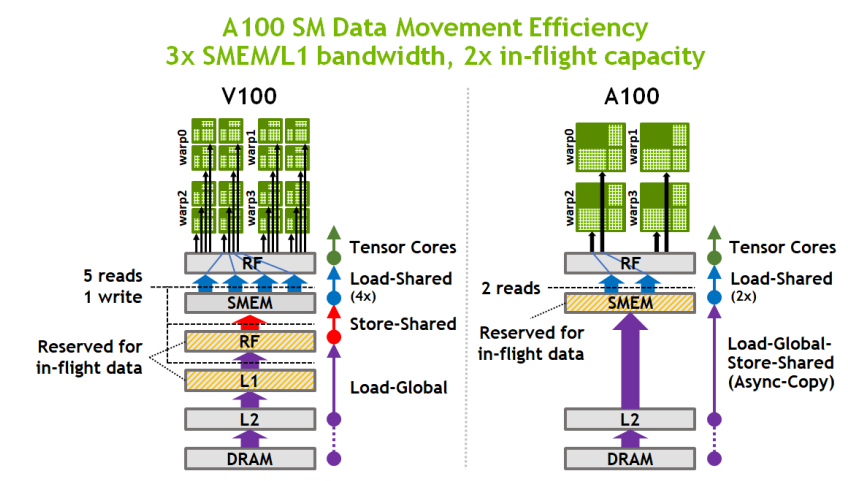 A100 SM Data Movement Efficiency
3x SMEM/L1 bandwidth, 2x in-flight capacity
V100
warp0
warp1
warp2
warp3
RF
SMEM
RF
L1
L2
DRAM
5 reads
1 write
Reserved for
in-flight data
Tensor Cores
Load-Shared
(4x)
Store-Shared
Load-Global
A100
warp0
warp1
warp2
warp3
RF
SMEM
L2
DRAM
2 reads
Reserved for
in-flight data
Tensor Cores
Load-Shared
(2x)
Load-Global-
Store-Shared
(Async-Copy)